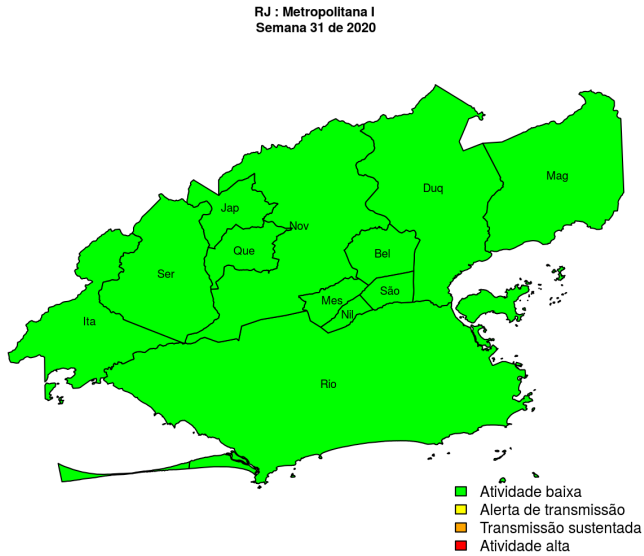 RJ : Metropolitana I
Semana 31 de 2020
Duq
Mag
Jap
Nov
Que
Bel
Ser
São
Mes
Nil
Ita
Rio
Atividade baixa
Alerta de transmissão
Transmissão sustentada
Atividade alta